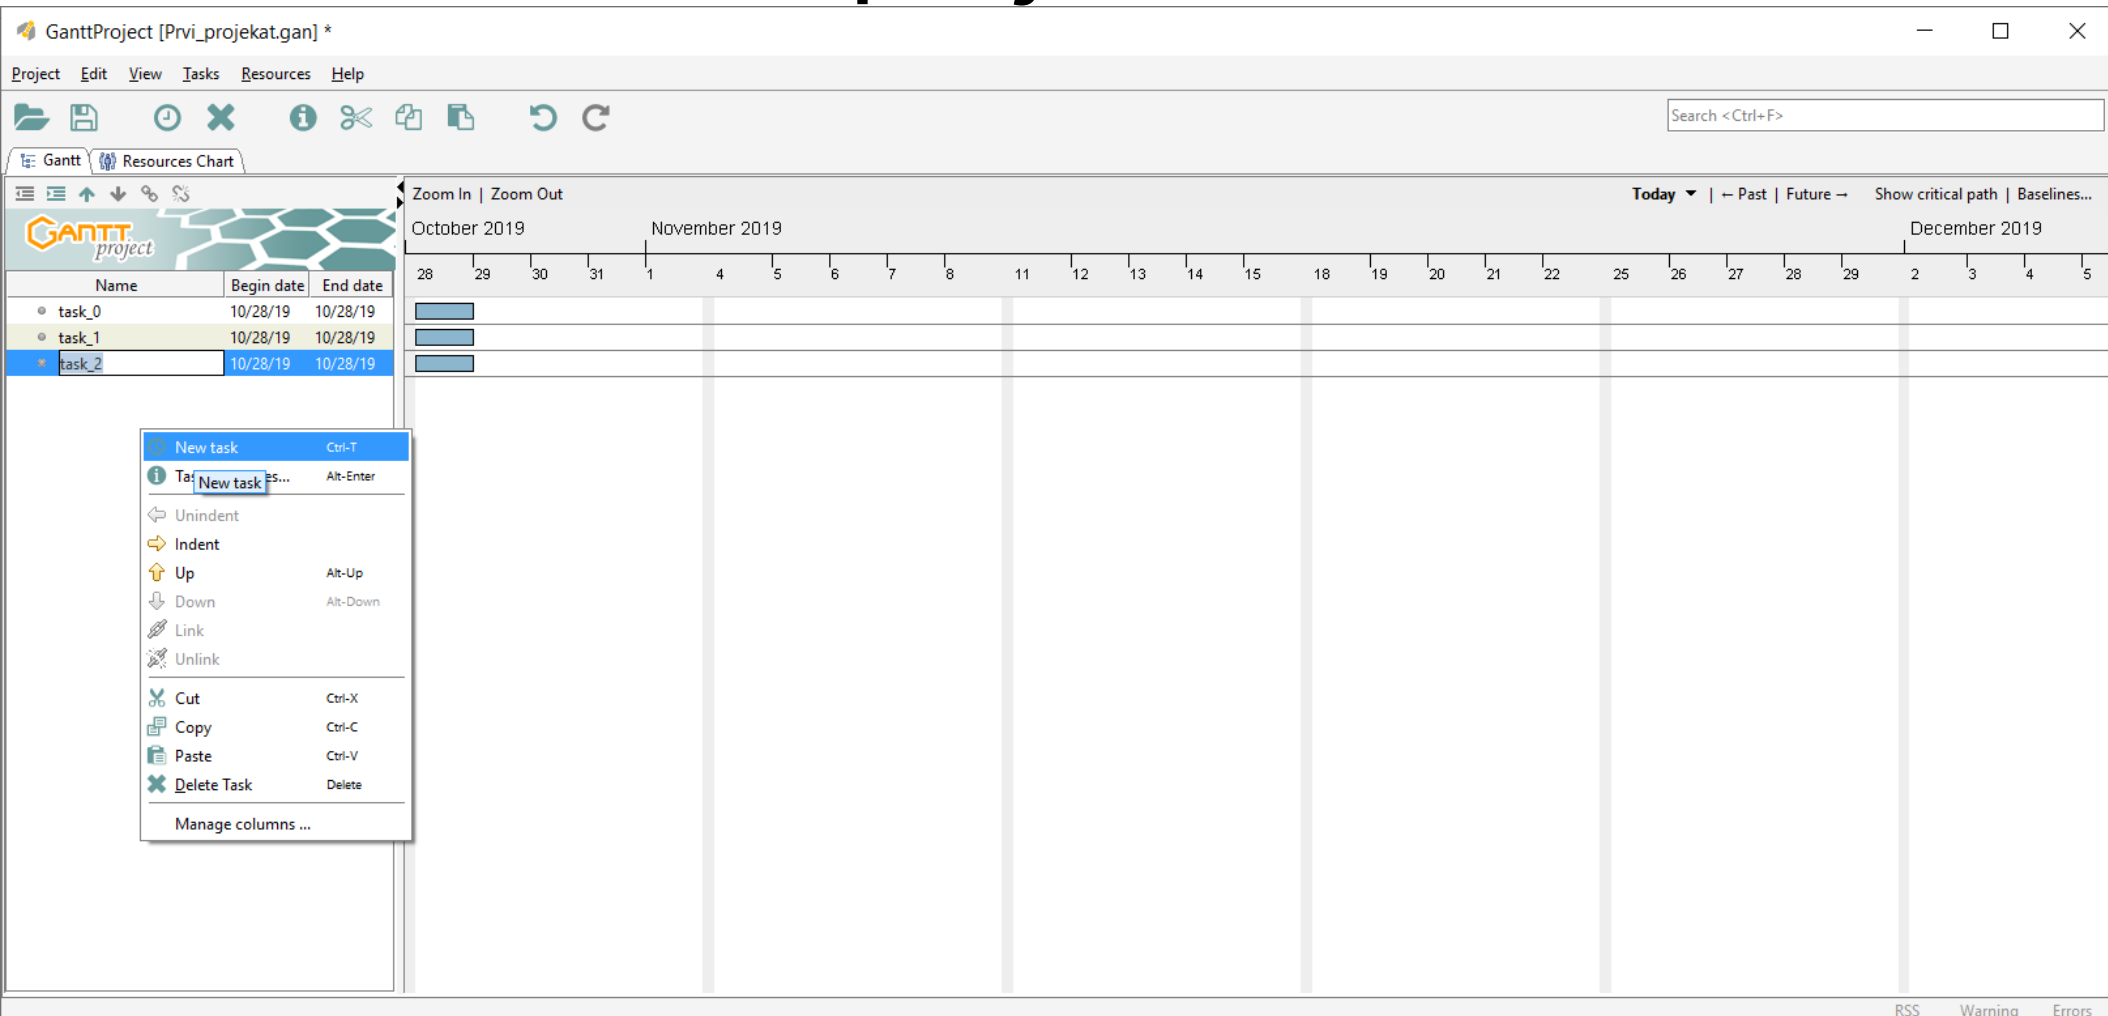 GanttProject [Prvi_projekat.gan] *
Project Edit View Tasks Resources Help
Search <Ctrl+F>
Gantt Resources Chart
Zoom In | Zoom Out Today ▼ | ← Past | Future → Show critical path | Baselines...
GANTT project
October 2019 November 2019 December 2019
28 29 30 31 1 4 5 6 7 8 11 12 13 14 15 18 19 20 21 22 25 26 27 28 29 2 3 4 5
Name Begin date End date
task_0 10/28/19 10/28/19
task_1 10/28/19 10/28/19
task_2 10/28/19 10/28/19
New task Ctrl-T
Tas es... Alt-Enter
New task
Unindent
Indent
Up Alt-Up
Down Alt-Down
Link
Unlink
Cut Ctrl-X
Copy Ctrl-C
Paste Ctrl-V
Delete Task Delete
Manage columns ...
RSS Warning Errors